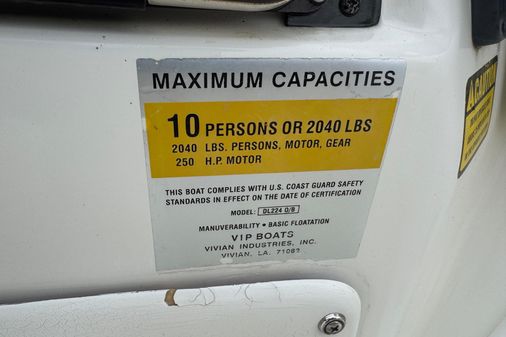 MAXIMUM CAPACITIES
10 PERSONS OR 2040 LBS
2040 LBS. PERSONS, MOTOR, GEAR
250 H.P. MOTOR
THIS BOAT COMPLIES WITH U.S. COAST GUARD SAFETY
STANDARDS IN EFFECT ON THE DATE OF CERTIFICATION
MODEL: DL224 O/B
MANUVERABILITY • BASIC FLOATATION
VIP BOATS
VIVIAN INDUSTRIES, INC.
VIVIAN, LA. 71082
CAUTION